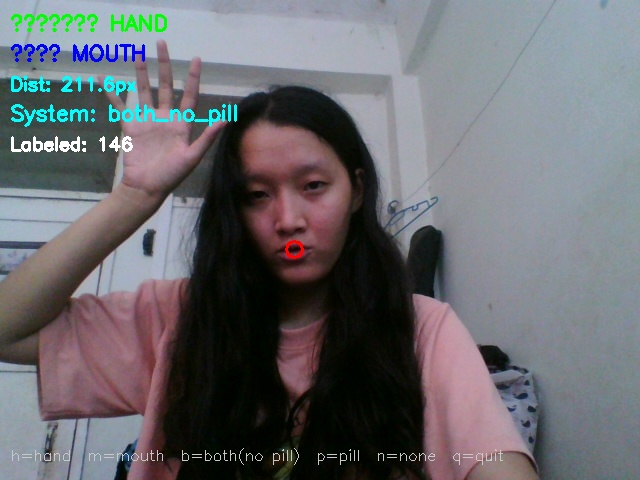 ??????? HAND
???? MOUTH
Dist: 211.6px
System: both_no_pill
Labeled: 146
h=hand m=mouth b=both(no pill) p=pill n=none q=quit